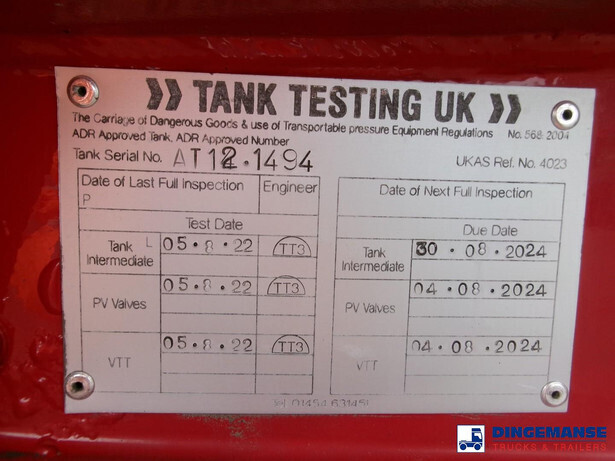 TANK TESTING UK
The Carriage of Dangerous Goods & use of Transportable pressure Equipment Regulations No. 568 2004
ADR Approved Tank, ADR Approved Number
Tank Serial No. AT12.1494 UKAS Ref. No. 4023
Date of Last Full Inspection Engineer Date of Next Full Inspection
P
Test Date Due Date
Tank Intermediate L 05.8.22 TT3 Tank Intermediate 30.08.2024
PV Valves 05.8.22 TT3 PV Valves 04.08.2024
VTT 05.8.22 TT3 VTT 04.08.2024
DINGEMANSE
TRUCKS & TRAILERS